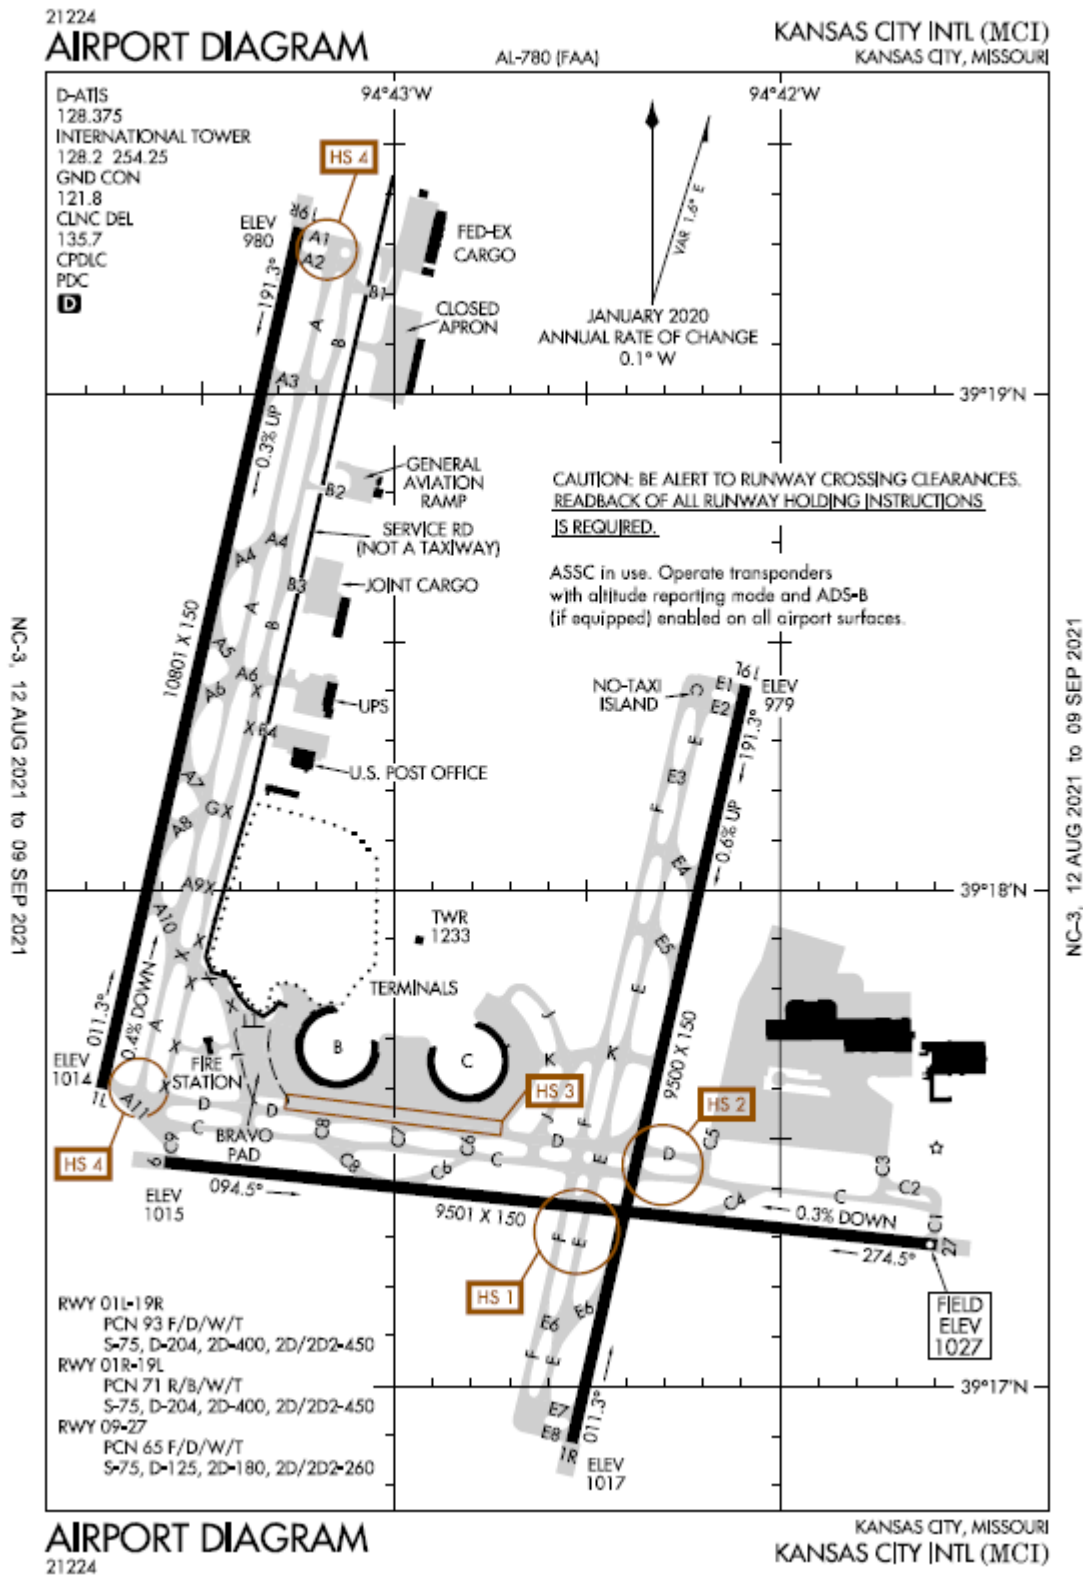 21224
AIRPORT DIAGRAM
AL-780 (FAA)
KANSAS CITY INTL (MCI)
KANSAS CITY, MISSOURI
D-ATIS
128.375
INTERNATIONAL TOWER
128.2 254.25
GND CON
121.8
CLNC DEL
135.7
CPDLC
PDC
D
94°43'W
94°42'W
HS 4
19R
ELEV
980
A1
A2
191.3°
FED-EX
CARGO
B1
CLOSED
APRON
A
B
A3
VAR 1.6° E
JANUARY 2020
ANNUAL RATE OF CHANGE
0.1° W
39°19'N
0.3% UP
GENERAL
AVIATION
RAMP
B2
SERVICE RD
(NOT A TAXIWAY)
A4
A4
B3
JOINT CARGO
A
B
CAUTION: BE ALERT TO RUNWAY CROSSING CLEARANCES.
READBACK OF ALL RUNWAY HOLDING INSTRUCTIONS
IS REQUIRED.
ASSC in use. Operate transponders
with altitude reporting mode and ADS-B
(if equipped) enabled on all airport surfaces.
10801 X 150
A5
A6
A6
X
UPS
X
B4
U.S. POST OFFICE
A7
G
X
A8
A9
X
A10
X
X
X
X
X
NO-TAXI
ISLAND
C
E1
E2
19L
ELEV
979
191.3°
E
E3
F
0.6% UP
E4
39°18'N
E5
E
TWR
1233
TERMINALS
B
C
J
K
K
9500 X 150
011.3°
0.4% DOWN
A
X
FIRE
STATION
L
ELEV
1014
1L
X
A11
HS 4
D
D
C
BRAVO
PAD
HS 3
HS 2
J
F
D
E
D
C5
C9
C8
C8
C7
C6
C6
C
9
ELEV
1015
094.5°
9501 X 150
C4
C
C3
C2
C1
0.3% DOWN
274.5°
27
FIELD
ELEV
1027
F
E
HS 1
E6
E6
F
E
E7
E8
1R
011.3°
ELEV
1017
39°17'N
RWY 01L-19R
PCN 93 F/D/W/T
S-75, D-204, 2D-400, 2D/2D2-450
RWY 01R-19L
PCN 71 R/B/W/T
S-75, D-204, 2D-400, 2D/2D2-450
RWY 09-27
PCN 65 F/D/W/T
S-75, D-125, 2D-180, 2D/2D2-260
NC-3, 12 AUG 2021 to 09 SEP 2021
NC-3, 12 AUG 2021 to 09 SEP 2021
AIRPORT DIAGRAM
21224
KANSAS CITY, MISSOURI
KANSAS CITY INTL (MCI)